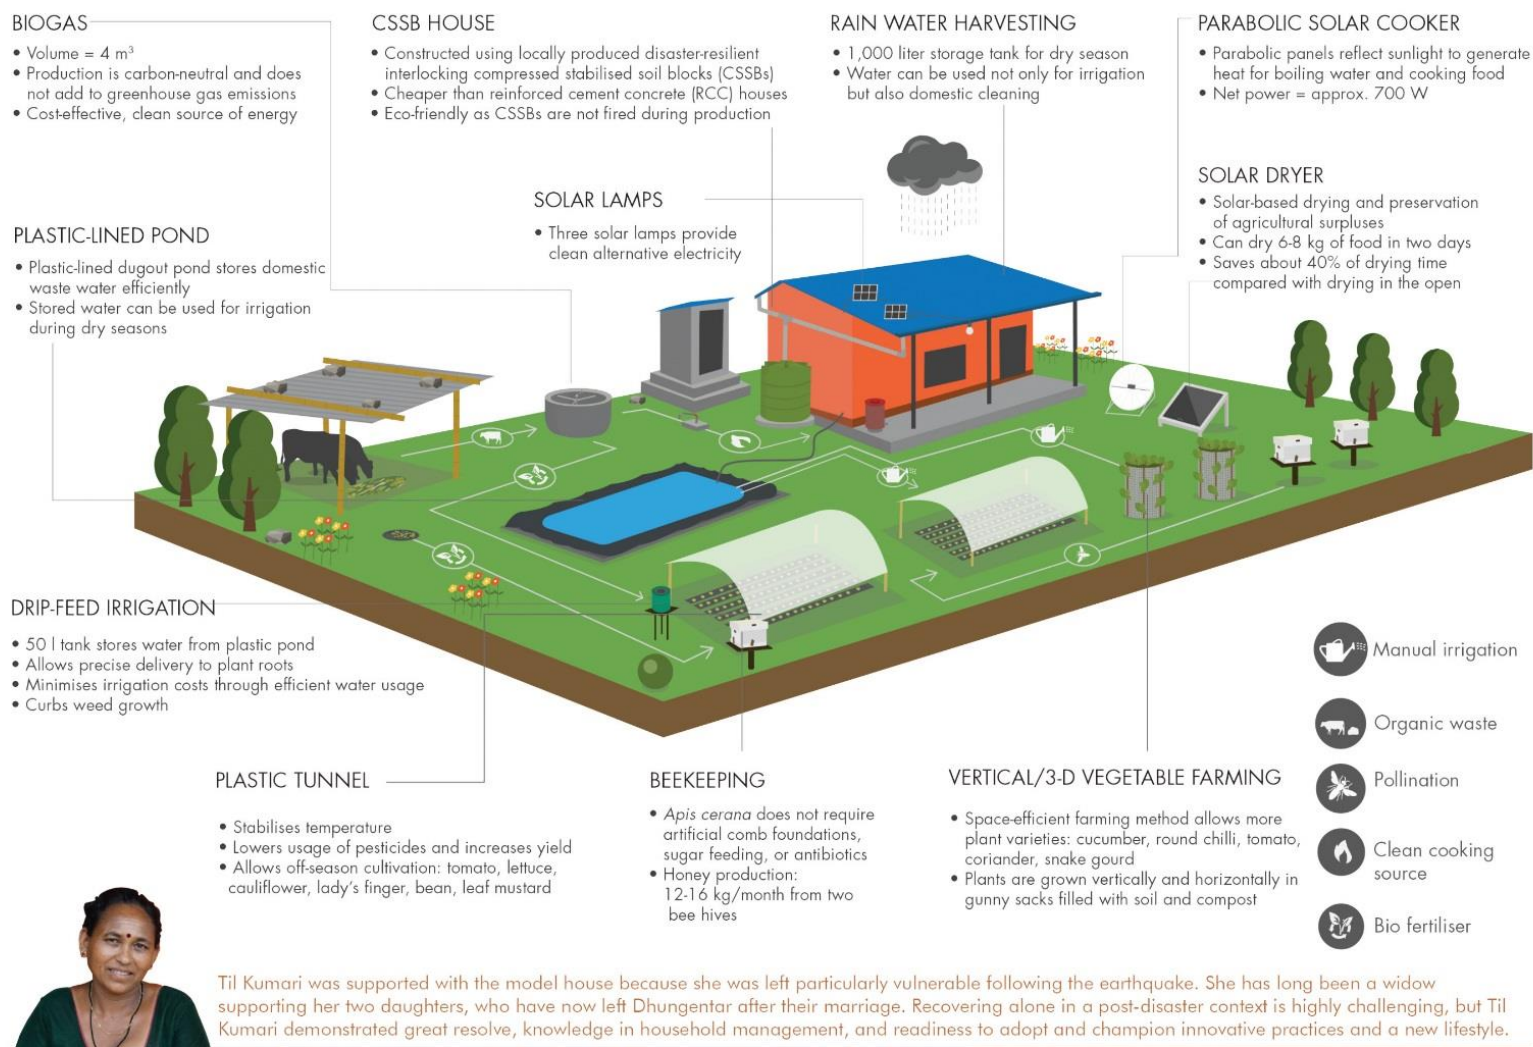 BIOGAS
• Volume = 4 m³
• Production is carbon-neutral and does
not add to greenhouse gas emissions
• Cost-effective, clean source of energy
CSSB HOUSE
• Constructed using locally produced disaster-resilient
interlocking compressed stabilised soil blocks (CSSBs)
• Cheaper than reinforced cement concrete (RCC) houses
• Eco-friendly as CSSBs are not fired during production
RAIN WATER HARVESTING
• 1,000 liter storage tank for dry season
• Water can be used not only for irrigation
but also domestic cleaning
PARABOLIC SOLAR COOKER
• Parabolic panels reflect sunlight to generate
heat for boiling water and cooking food
• Net power = approx. 700 W
SOLAR DRYER
• Solar-based drying and preservation
of agricultural surpluses
• Can dry 6-8 kg of food in two days
• Saves about 40% of drying time
compared with drying in the open
SOLAR LAMPS
• Three solar lamps provide
clean alternative electricity
PLASTIC-LINED POND
• Plastic-lined dugout pond stores domestic
waste water efficiently
• Stored water can be used for irrigation
during dry seasons
DRIP-FEED IRRIGATION
• 50 l tank stores water from plastic pond
• Allows precise delivery to plant roots
• Minimises irrigation costs through efficient water usage
• Curbs weed growth
PLASTIC TUNNEL
• Stabilises temperature
• Lowers usage of pesticides and increases yield
• Allows off-season cultivation: tomato, lettuce,
cauliflower, lady's finger, bean, leaf mustard
BEEKEEPING
• Apis cerana does not require
artificial comb foundations,
sugar feeding, or antibiotics
• Honey production:
12-16 kg/month from two
bee hives
VERTICAL/3-D VEGETABLE FARMING
• Space-efficient farming method allows more
plant varieties: cucumber, round chilli, tomato,
coriander, snake gourd
• Plants are grown vertically and horizontally in
gunny sacks filled with soil and compost
Manual irrigation
Organic waste
Pollination
Clean cooking
source
Bio fertiliser
Til Kumari was supported with the model house because she was left particularly vulnerable following the earthquake. She has long been a widow
supporting her two daughters, who have now left Dhungentar after their marriage. Recovering alone in a post-disaster context is highly challenging, but Til
Kumari demonstrated great resolve, knowledge in household management, and readiness to adopt and champion innovative practices and a new lifestyle.